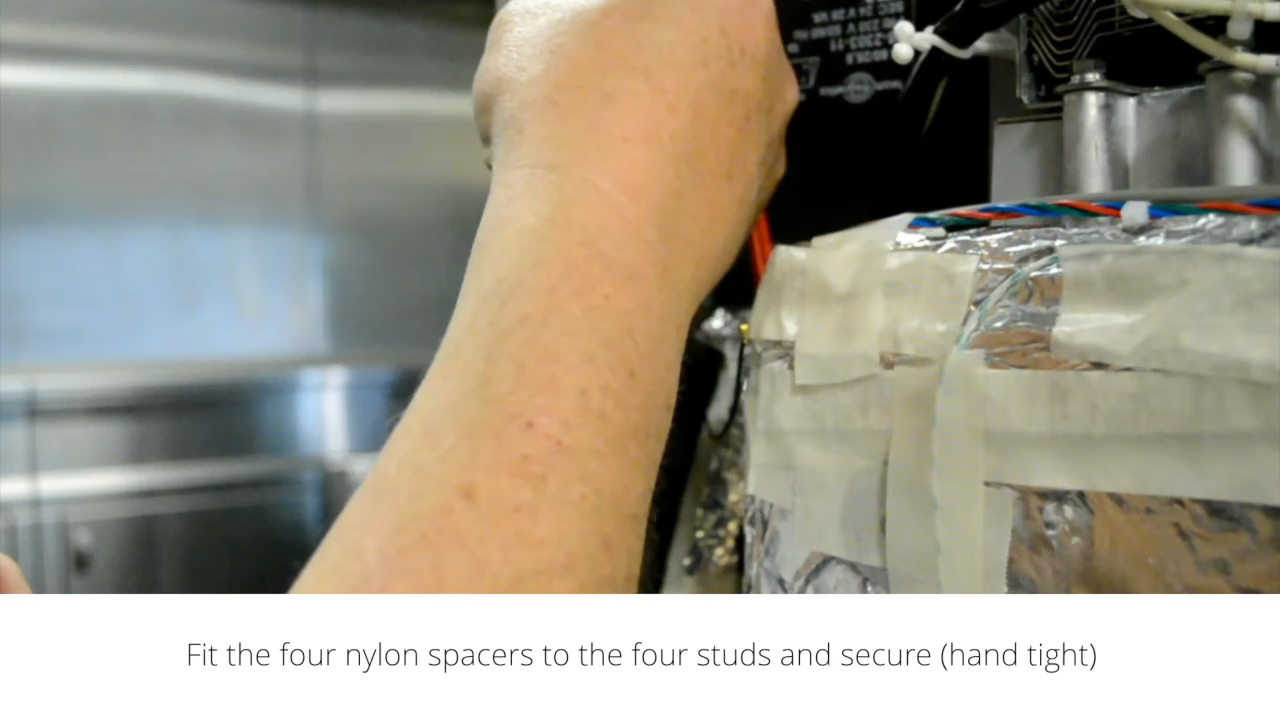 Fit the four nylon spacers to the four studs and secure (hand tight)